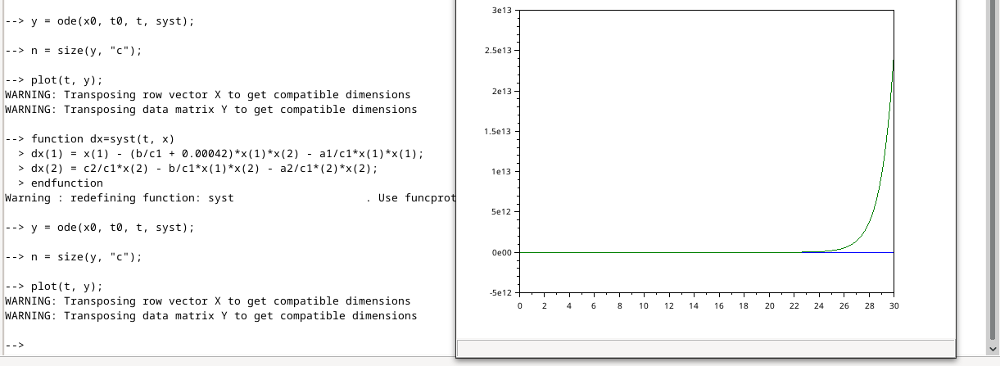 --> y = ode(x0, t0, t, syst);
--> n = size(y, "c");
--> plot(t, y);
WARNING: Transposing row vector X to get compatible dimensions
WARNING: Transposing data matrix Y to get compatible dimensions
--> function dx=syst(t, x)
> dx(1) = x(1) - (b/c1 + 0.00042)*x(1)*x(2) - a1/c1*x(1)*x(1);
> dx(2) = c2/c1*x(2) - b/c1*x(1)*x(2) - a2/c1*(2)*x(2);
> endfunction
Warning : redefining function: syst . Use funcprot
--> y = ode(x0, t0, t, syst);
--> n = size(y, "c");
--> plot(t, y);
WARNING: Transposing row vector X to get compatible dimensions
WARNING: Transposing data matrix Y to get compatible dimensions
-->
3e13
2.5e13
2e13
1.5e13
1e13
5e12
0e00
-5e12
0 2 4 6 8 10 12 14 16 18 20 22 24 26 28 30